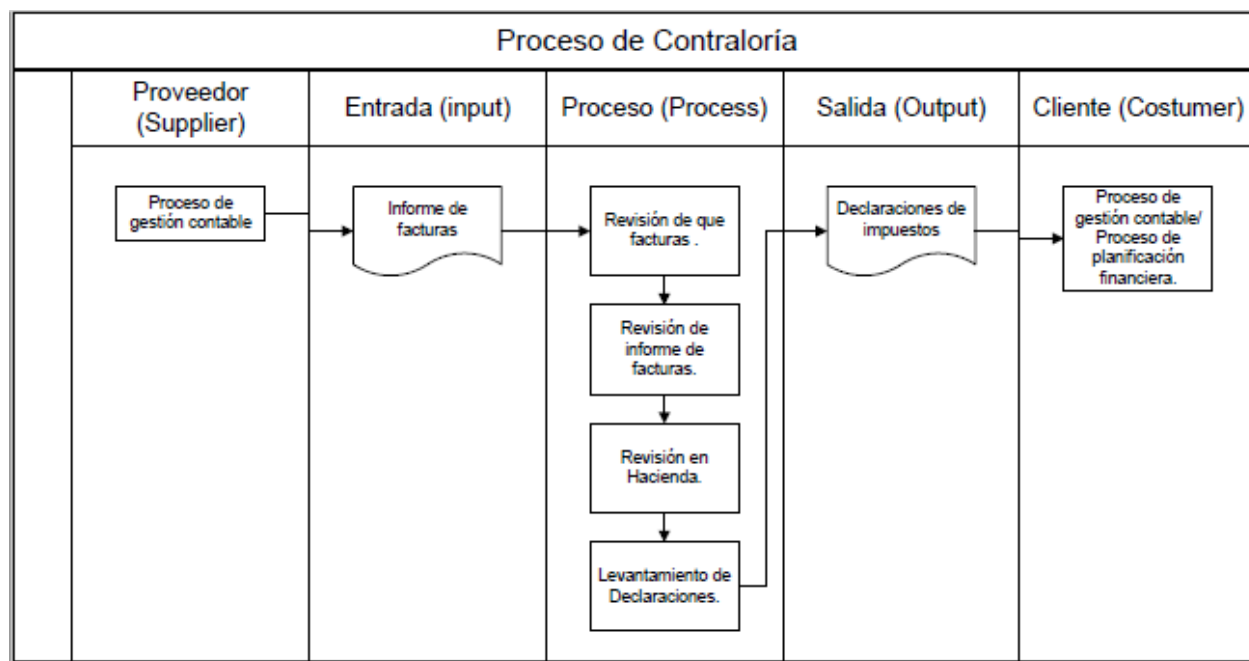 Proceso de Contraloría
Proveedor
(Supplier)
Entrada (input)
Proceso (Process)
Salida (Output)
Cliente (Costumer)
Proceso de
gestión contable
Informe de
facturas
Revisión de que
facturas .
Revisión de
informe de
facturas.
Revisión en
Hacienda.
Levantamiento de
Declaraciones.
Declaraciones de
impuestos
Proceso de
gestión contable/
Proceso de
planificación
financiera.